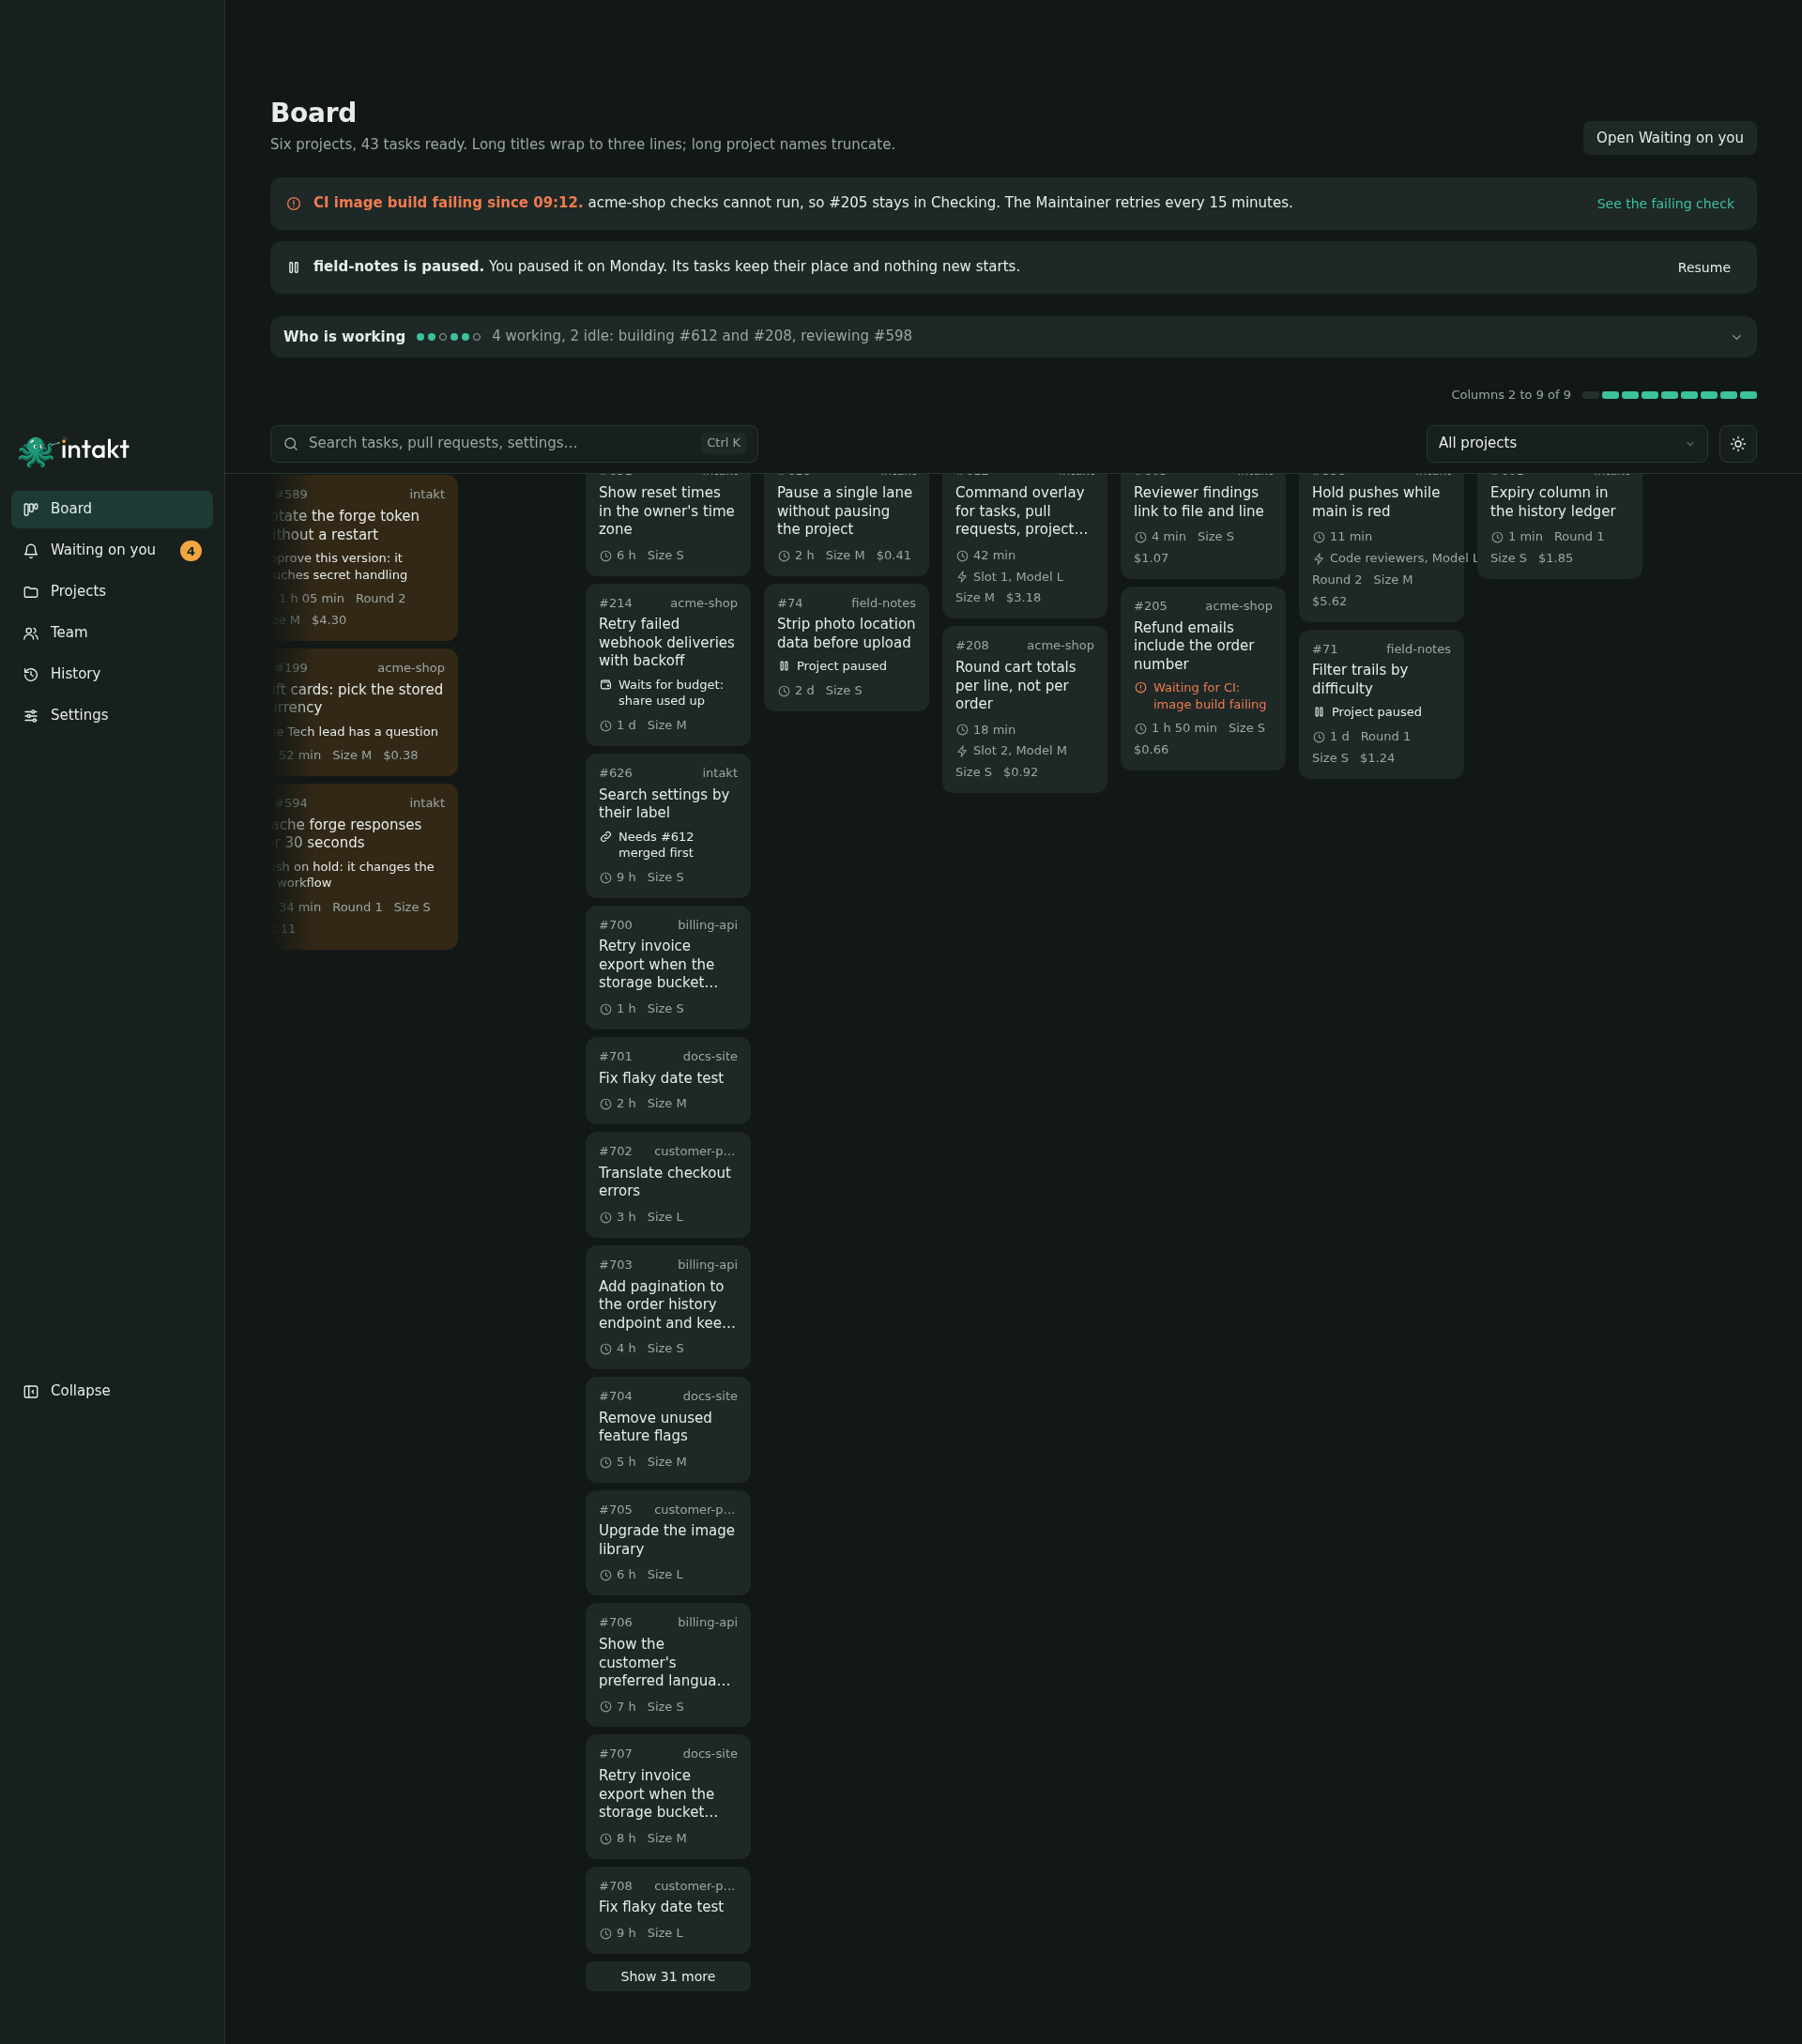 Board
Six projects, 43 tasks ready. Long titles wrap to three lines; long project names truncate.
Open Waiting on you
CI image build failing since 09:12. acme-shop checks cannot run, so #205 stays in Checking. The Maintainer retries every 15 minutes.
See the failing check
field-notes is paused. You paused it on Monday. Its tasks keep their place and nothing new starts.
Resume
Who is working
4 working, 2 idle: building #612 and #208, reviewing #598
Columns 2 to 9 of 9
Search tasks, pull requests, settings…
Ctrl K
All projects
intakt
Board
Waiting on you
4
Projects
Team
History
Settings
Collapse
#589 intakt
the forge token
without a restart
this version: it
secret handling
1 h 05 min Round 2
M $4.30
#199 acme-shop
cards: pick the stored
Tech lead has a question
52 min Size M $0.38
#594 intakt
forge responses
30 seconds
on hold: it changes the
workflow
34 min Round 1 Size S
Show reset times
in the owner's time
zone
6 h Size S
#214 acme-shop
Retry failed
webhook deliveries
with backoff
Waits for budget:
share used up
1 d Size M
#626 intakt
Search settings by
their label
Needs #612
merged first
9 h Size S
#700 billing-api
Retry invoice
export when the
storage bucket…
1 h Size S
#701 docs-site
Fix flaky date test
2 h Size M
#702 customer-p…
Translate checkout
errors
3 h Size L
#703 billing-api
Add pagination to
the order history
endpoint and kee…
4 h Size S
#704 docs-site
Remove unused
feature flags
5 h Size M
#705 customer-p…
Upgrade the image
library
6 h Size L
#706 billing-api
Show the
customer's
preferred langua…
7 h Size S
#707 docs-site
Retry invoice
export when the
storage bucket…
8 h Size M
#708 customer-p…
Fix flaky date test
9 h Size L
Show 31 more
Pause a single lane
without pausing
the project
2 h Size M $0.41
#74 field-notes
Strip photo location
data before upload
Project paused
2 d Size S
Command overlay
for tasks, pull
requests, project…
42 min
Slot 1, Model L
Size M $3.18
#208 acme-shop
Round cart totals
per line, not per
order
18 min
Slot 2, Model M
Size S $0.92
Reviewer findings
link to file and line
4 min Size S
$1.07
#205 acme-shop
Refund emails
include the order
number
Waiting for CI:
image build failing
1 h 50 min Size S
$0.66
Hold pushes while
main is red
11 min
Code reviewers, Model L
Round 2 Size M
$5.62
#71 field-notes
Filter trails by
difficulty
Project paused
1 d Round 1
Size S $1.24
Expiry column in
the history ledger
1 min Round 1
Size S $1.85